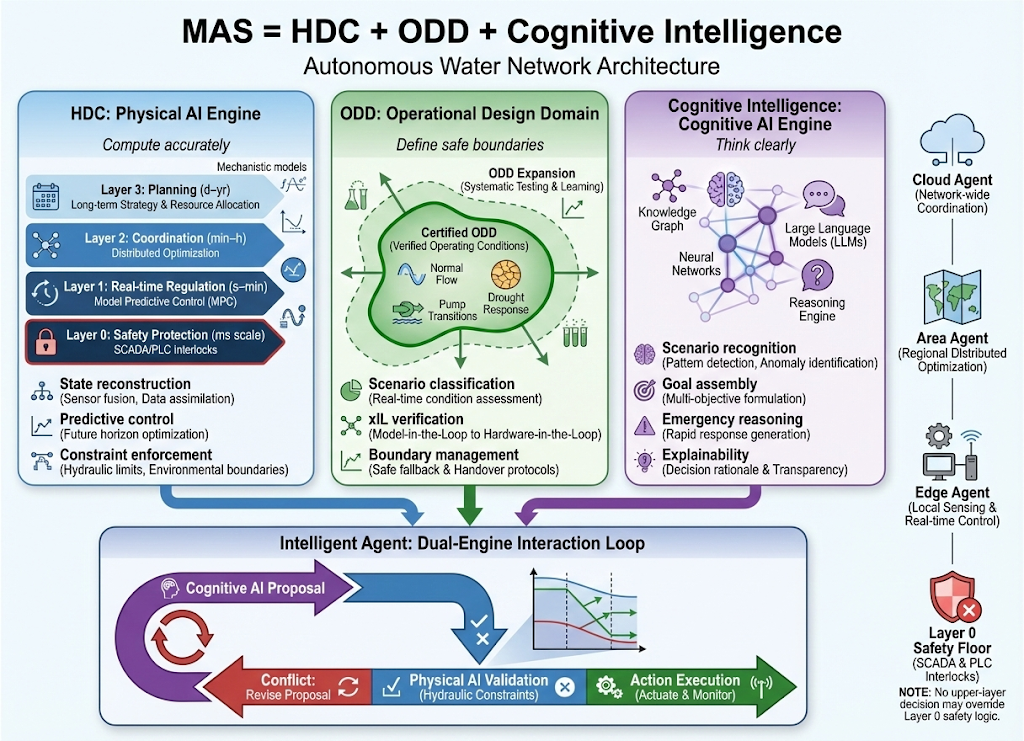 MAS = HDC + ODD + Cognitive Intelligence
Autonomous Water Network Architecture
HDC: Physical AI Engine
Compute accurately
Mechanistic models
Layer 3: Planning (d–yr)
Long-term Strategy & Resource Allocation
Layer 2: Coordination (min–h)
Distributed Optimization
Layer 1: Real-time Regulation (s–min)
Model Predictive Control (MPC)
Layer 0: Safety Protection (ms scale)
SCADA/PLC Interlocks
State reconstruction
(Sensor fusion, Data assimilation)
Predictive control
(Future horizon optimization)
Constraint enforcement
(Hydraulic limits, Environmental boundaries)
ODD: Operational Design Domain
Define safe boundaries
ODD Expansion
(Systematic Testing & Learning)
Certified ODD
(Verified Operating Conditions)
Normal
Flow
Pump
Transitions
Drought
Response
Scenario classification
(Real-time condition assessment)
xIL verification
(Model-in-the-Loop to Hardware-in-the-Loop)
Boundary management
(Safe fallback & Handover protocols)
Cognitive Intelligence:
Cognitive AI Engine
Think clearly
Knowledge
Graph
Large Language
Models (LLMs)
Neural
Networks
Reasoning
Engine
Scenario recognition
(Pattern detection, Anomaly identification)
Goal assembly
(Multi-objective formulation)
Emergency reasoning
(Rapid response generation)
Explainability
(Decision rationale & Transparency)
Cloud Agent
(Network-wide
Coordination)
Area Agent
(Regional Distributed
Optimization)
Edge Agent
(Local Sensing &
Real-time Control)
Layer 0
Safety Floor
(SCADA & PLC
Interlocks)
NOTE: No upper-layer
decision may override
Layer 0 safety logic.
Intelligent Agent: Dual-Engine Interaction Loop
Cognitive AI Proposal
Conflict:
Revise Proposal
Physical AI Validation
(Hydraulic Constraints)
Action Execution
(Actuate & Monitor)